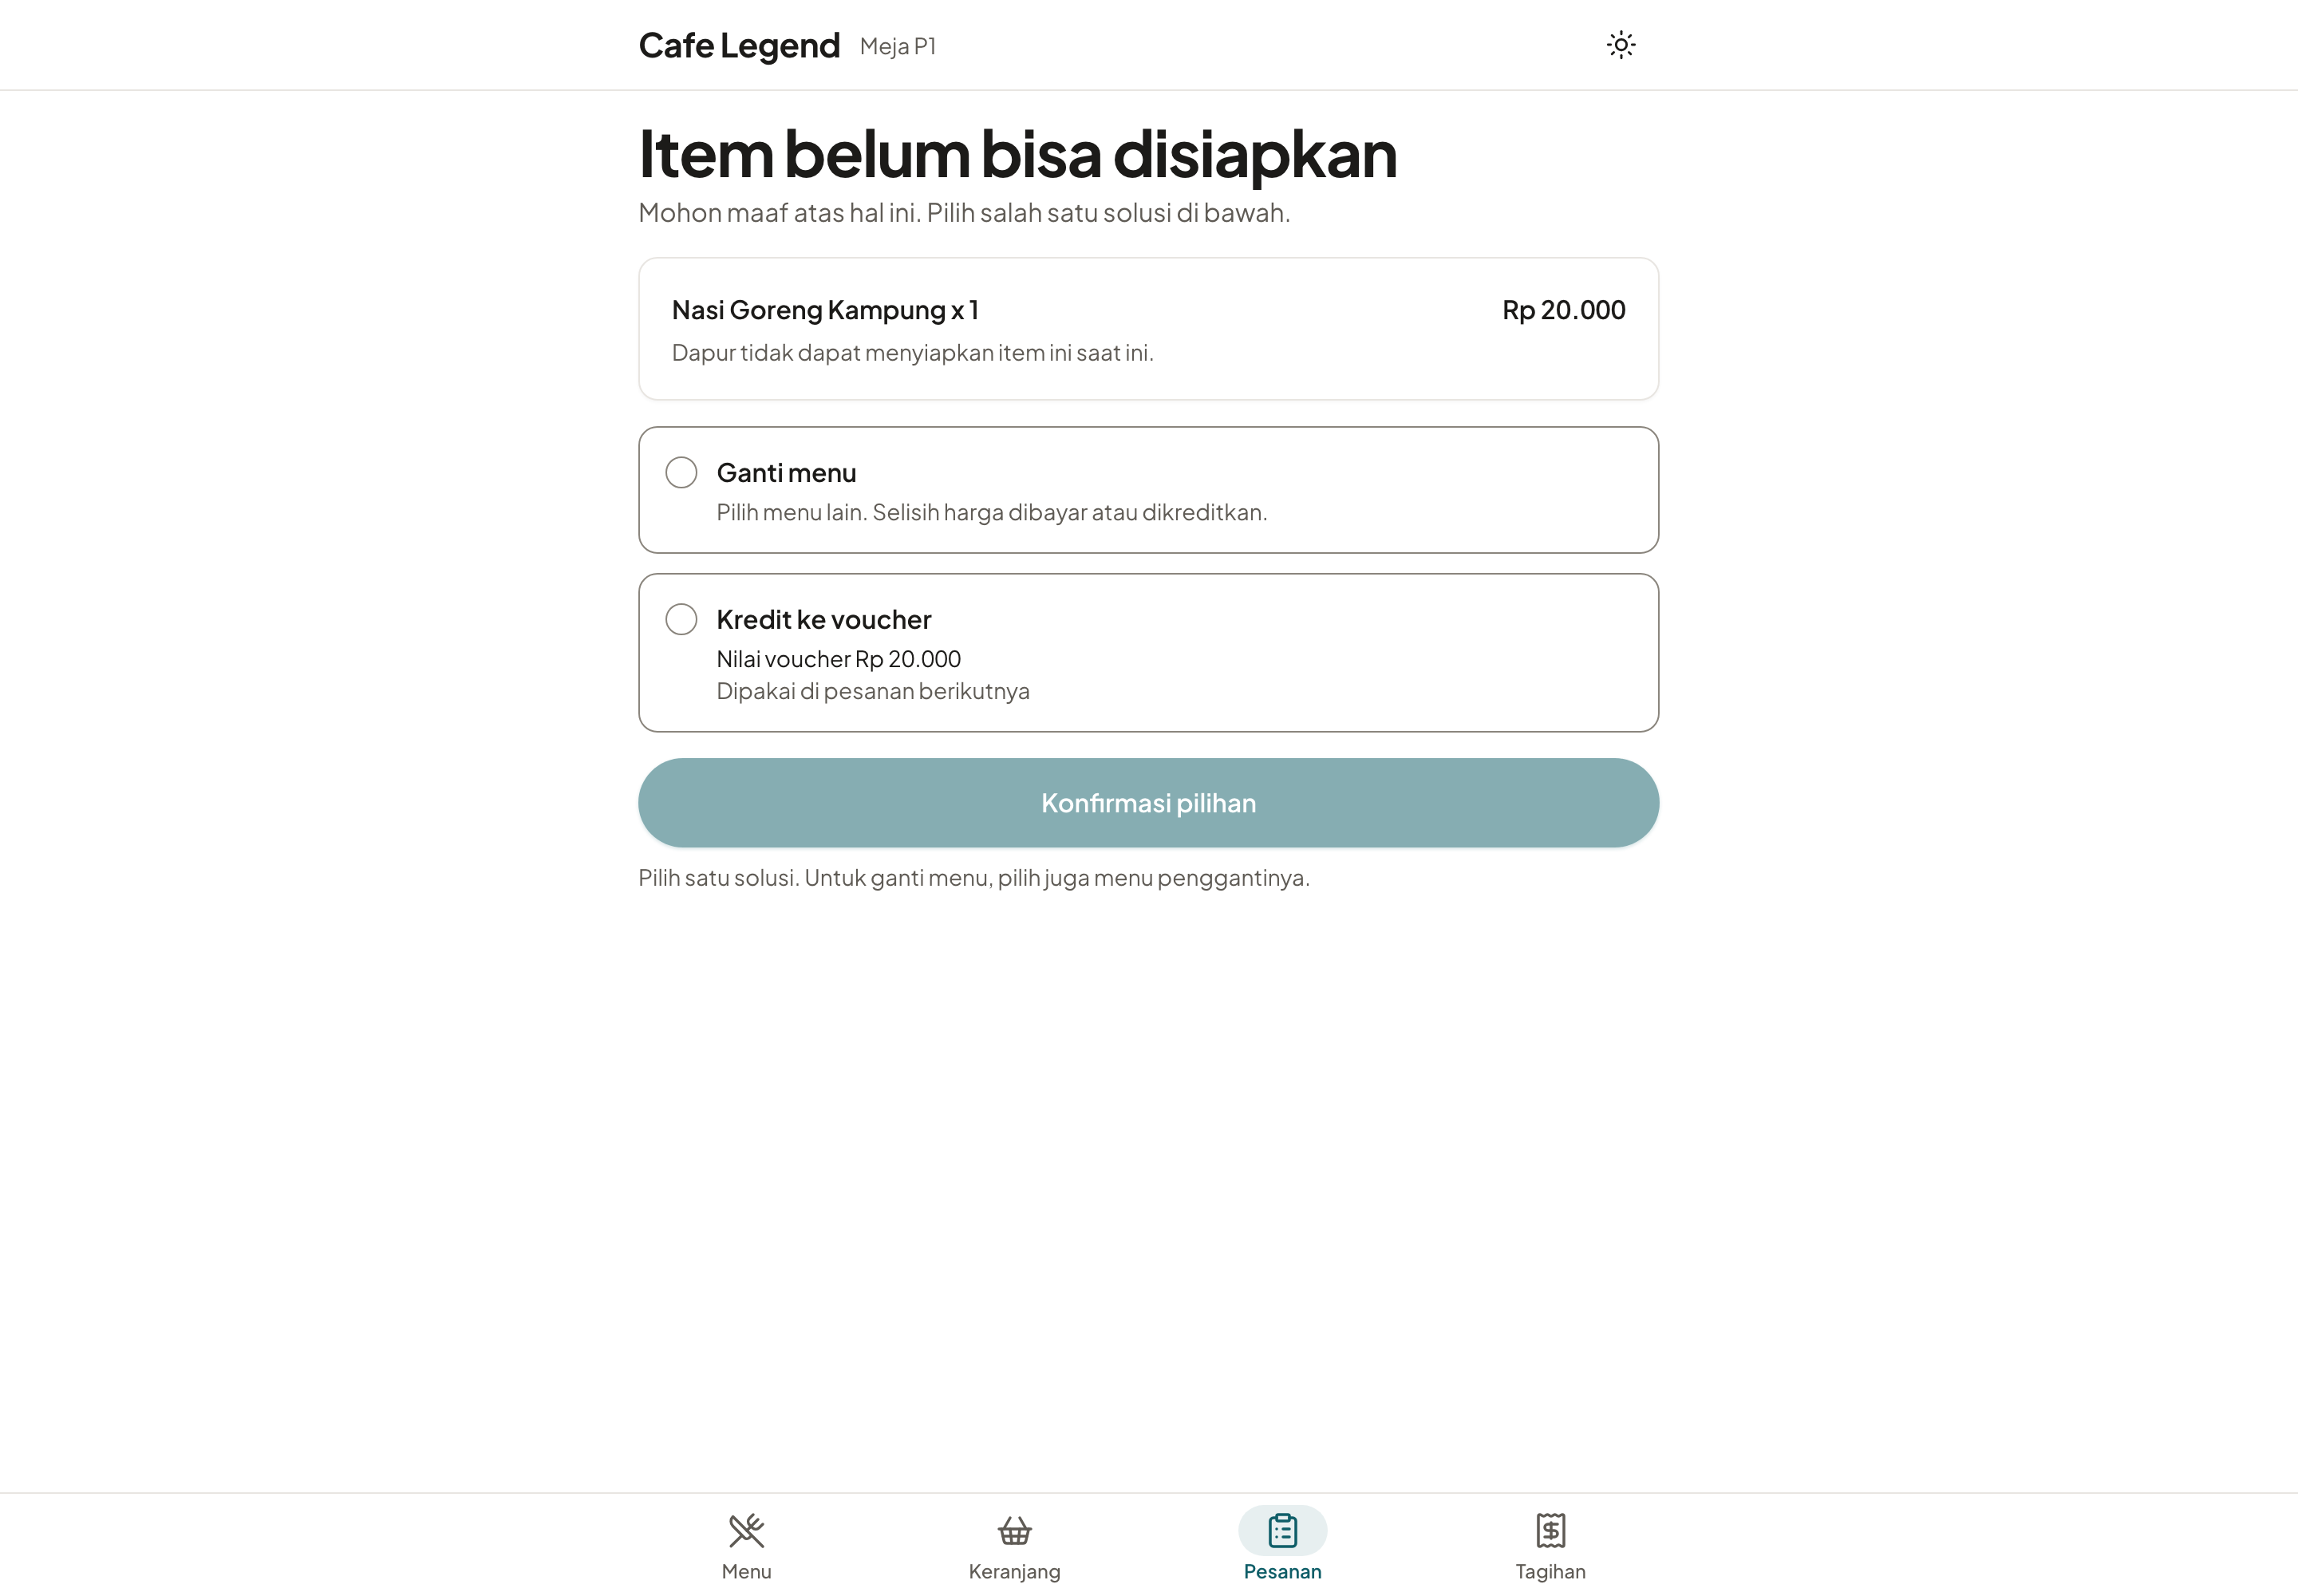 Cafe Legend Meja P1
Item belum bisa disiapkan
Mohon maaf atas hal ini. Pilih salah satu solusi di bawah.
Nasi Goreng Kampung x 1 Rp 20.000
Dapur tidak dapat menyiapkan item ini saat ini.
Ganti menu
Pilih menu lain. Selisih harga dibayar atau dikreditkan.
Kredit ke voucher
Nilai voucher Rp 20.000
Dipakai di pesanan berikutnya
Konfirmasi pilihan
Pilih satu solusi. Untuk ganti menu, pilih juga menu penggantinya.
Menu Keranjang Pesanan Tagihan